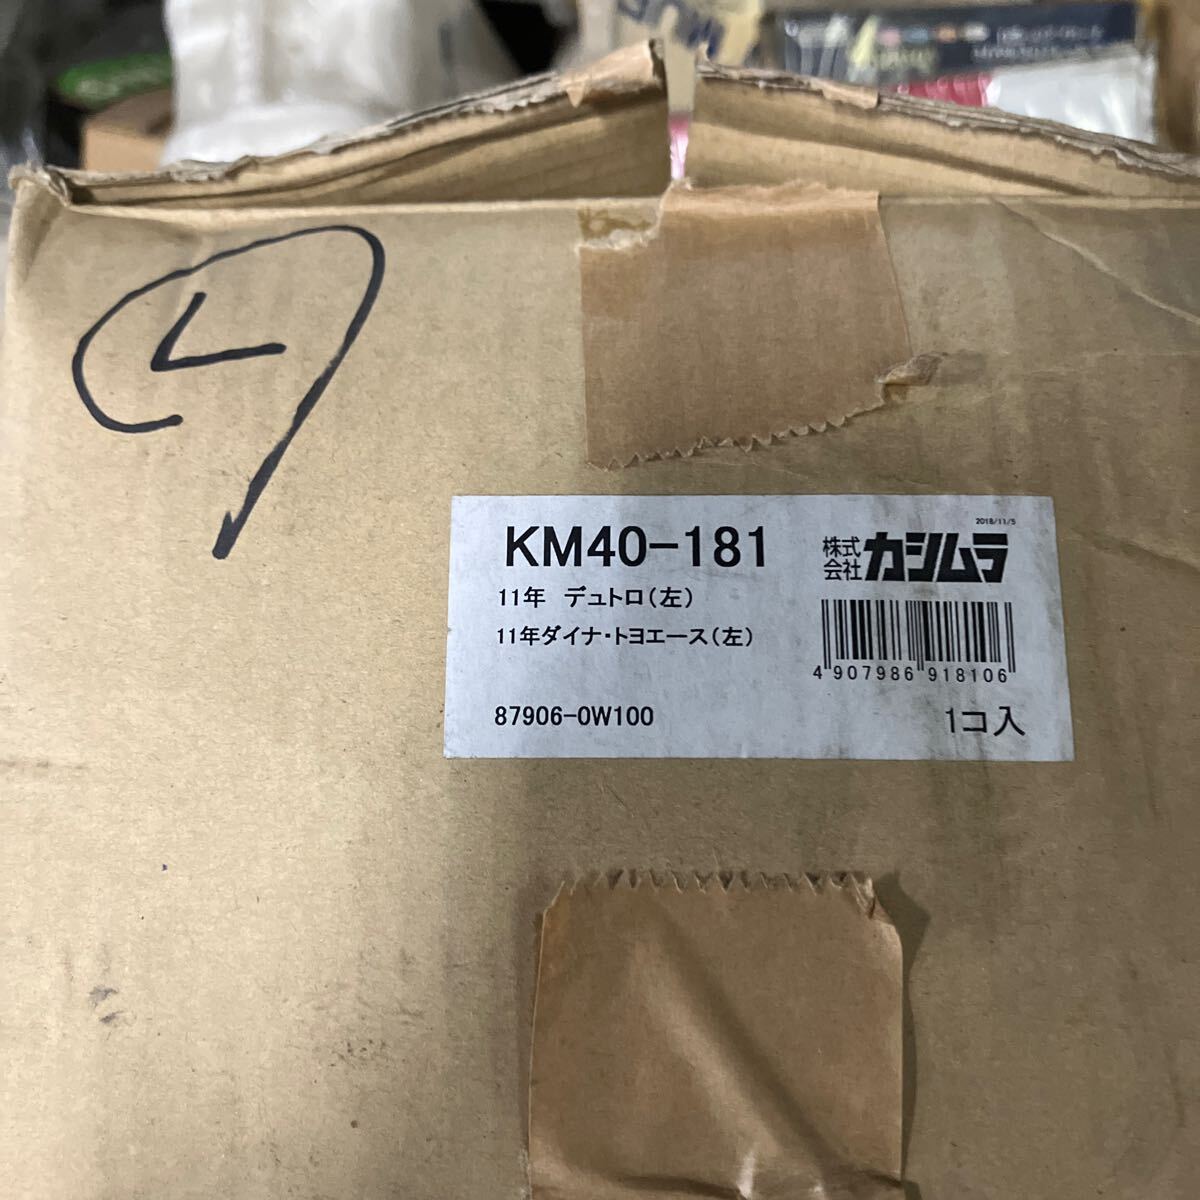 L
KM40-181
2018/11/5
株式会社 カシムラ
11年 デュトロ(左)
11年ダイナ・トヨエース(左)
4 907986 918106
87906-0W100
1コ入